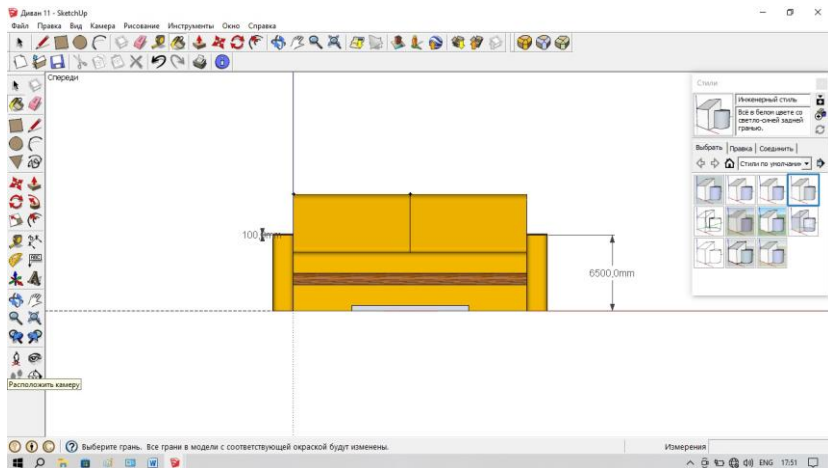 Диван 11 - SketchUp
Файл Правка Вид Камера Рисование Инструменты Окно Справка
Спереди
Стили
Инженерный стиль
Всё в белом цвете со
светло-синей задней
гранью.
Выбрать Правка Соединить
Стили по умолчани
6500,0mm
Расположить камеру
Выберите грань. Все грани в модели с соответствующей окраской будут изменены.
Измерения
ENG 17:51